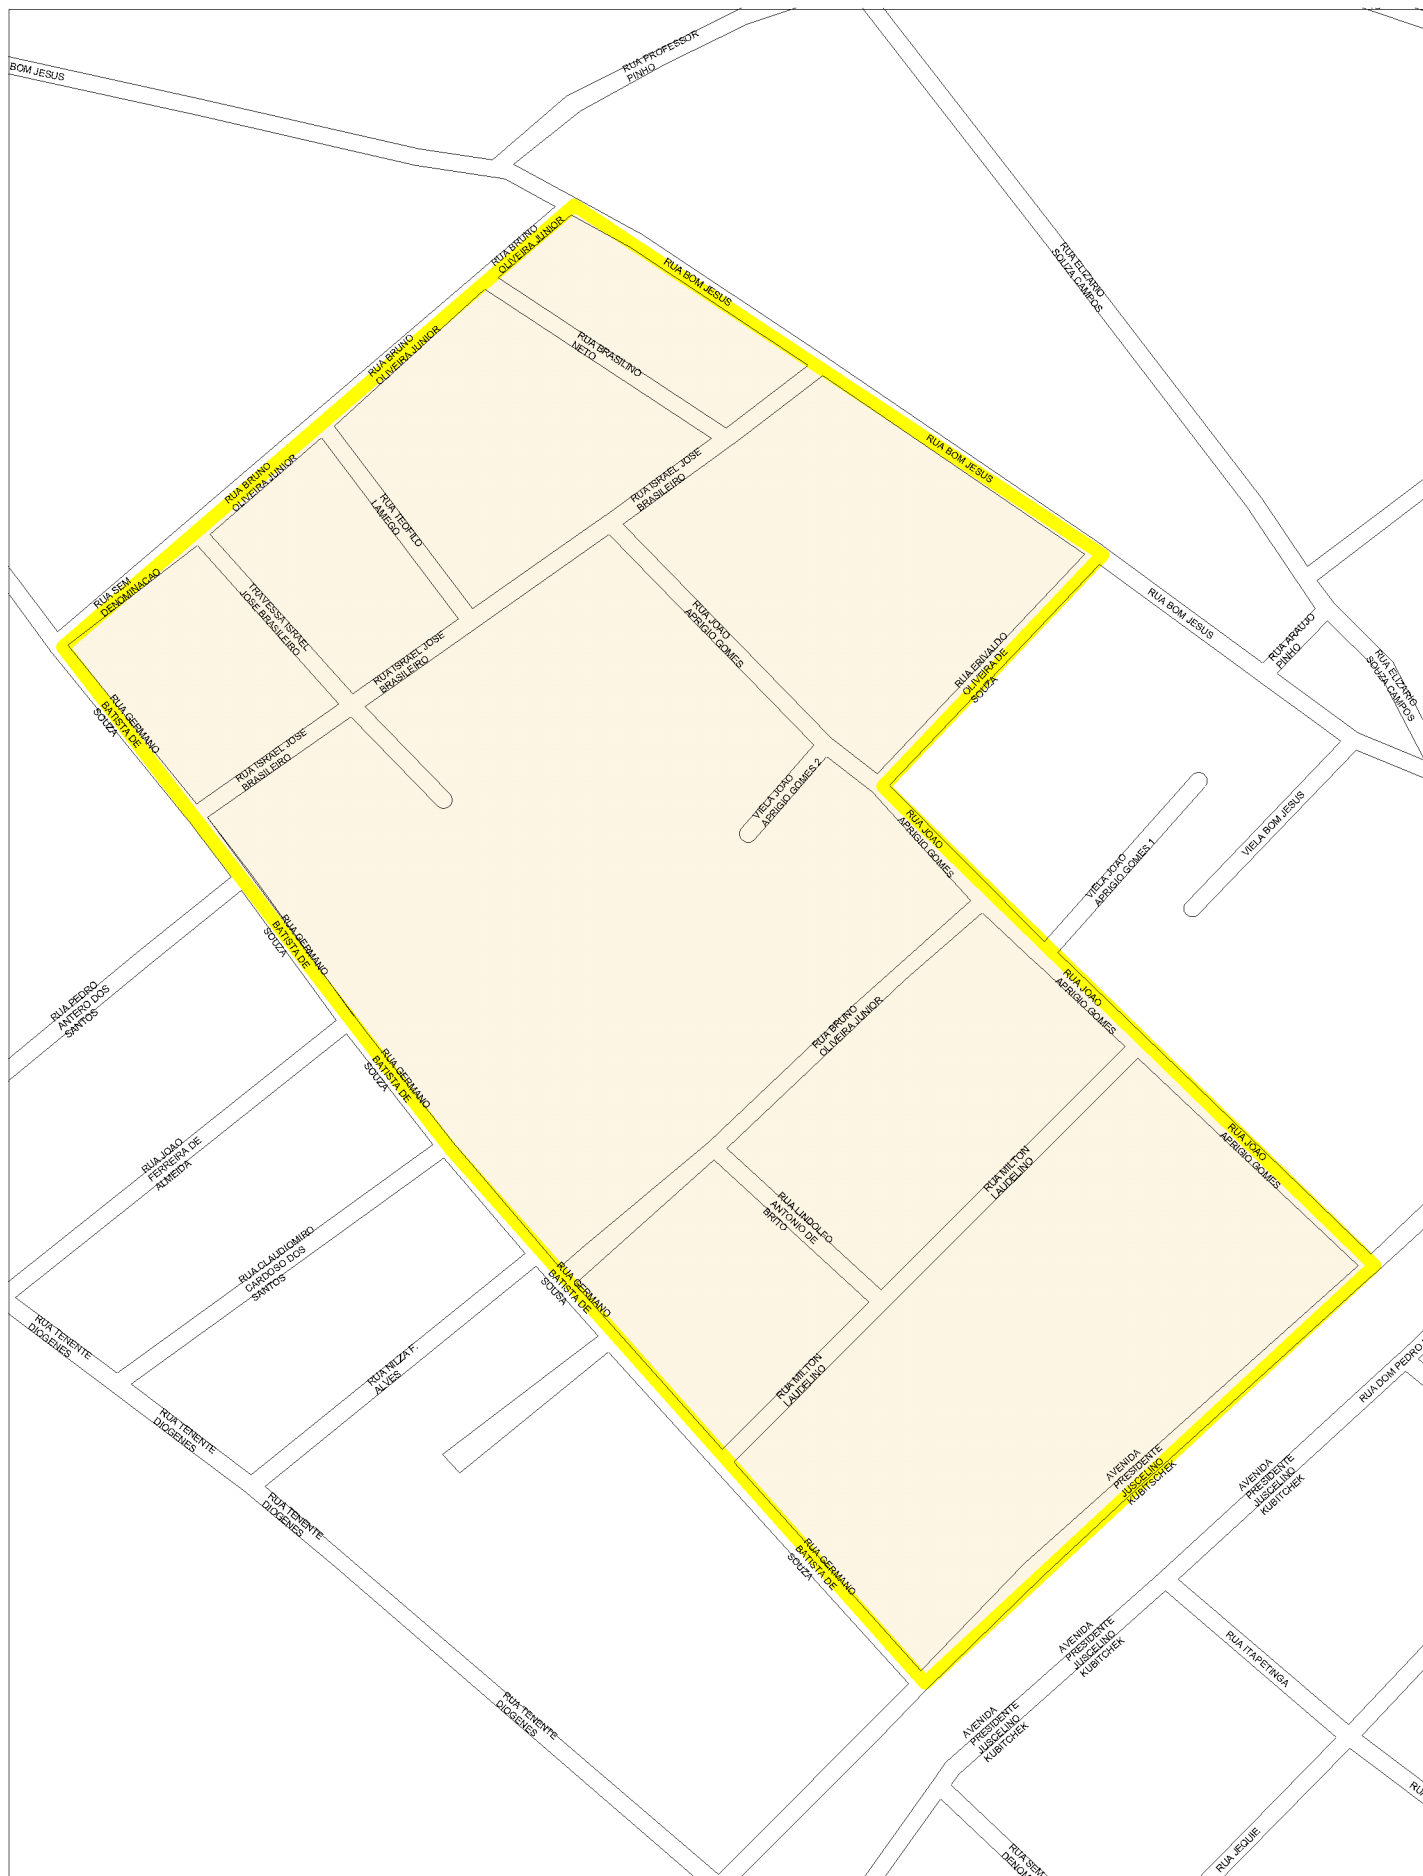 BOM JESUS
RUA PROFESSOR
PINHO
RUA ELIZARIO
SOUZA CAMPOS
RUA BRUNO
OLIVEIRA JUNIOR
RUA BOM JESUS
RUA BRUNO
OLIVEIRA JUNIOR
RUA BRASILINO
NETO
RUA BOM JESUS
RUA BRUNO
OLIVEIRA JUNIOR
RUA TEOFILO
LAMEGO
RUA ISRAEL JOSE
BRASILEIRO
RUA SEM
DENOMINACAO
TRAVESSA ISRAEL
JOSE BRASILEIRO
RUA ISRAEL JOSE
BRASILEIRO
RUA JOAO
APRIGIO GOMES
RUA ERIVALDO
OLIVEIRA DE
SOUZA
RUA BOM JESUS
RUA ARAUJO
PINHO
RUA ELIZARIO
SOUZA CAMPOS
RUA GERMANO
BATISTA DE
SOUZA
RUA ISRAEL JOSE
BRASILEIRO
VIELA JOAO
APRIGIO GOMES 2
RUA JOAO
APRIGIO GOMES
VIELA JOAO
APRIGIO GOMES 1
VIELA BOM JESUS
RUA GERMANO
BATISTA DE
SOUZA
RUA PEDRO
ANTERO DOS
SANTOS
RUA JOAO
APRIGIO GOMES
RUA BRUNO
OLIVEIRA JUNIOR
RUA GERMANO
BATISTA DE
SOUZA
RUA JOAO
FERREIRA DE
ALMEIDA
RUA MILTON
LAUDELINO
RUA JOAO
APRIGIO GOMES
RUA LINDOLFO
ANTONIO DE
BRITO
RUA CLAUDIOMIRO
CARDOSO DOS
SANTOS
RUA GERMANO
BATISTA DE
SOUSA
RUA TENENTE
DIOGENES
RUA NILZA F.
ALVES
RUA MILTON
LAUDELINO
RUA DOM PEDRO
RUA TENENTE
DIOGENES
AVENIDA
PRESIDENTE
JUSCELINO
KUBITSCHEK
AVENIDA
PRESIDENTE
JUSCELINO
KUBITCHEK
RUA TENENTE
DIOGENES
RUA GERMANO
BATISTA DE
SOUZA
AVENIDA
PRESIDENTE
JUSCELINO
KUBITCHEK
RUA ITAPETINGA
RUA TENENTE
DIOGENES
AVENIDA
PRESIDENTE
JUSCELINO
KUBITCHEK
RUA
RUA JEQUIE
RUA SEM
DENOM